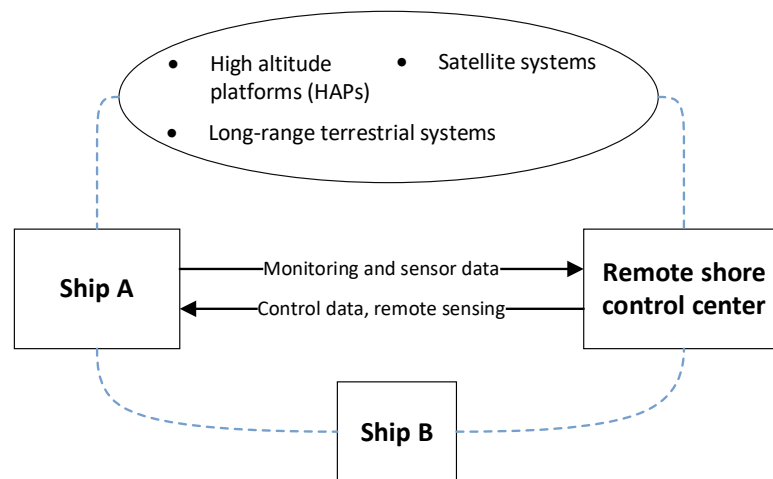 • High altitude platforms (HAPs)
• Satellite systems
• Long-range terrestrial systems
Ship A
Monitoring and sensor data
Control data, remote sensing
Remote shore
control center
Ship B